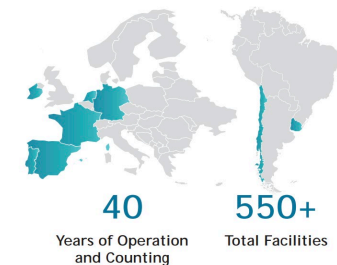 40
Years of Operation
and Counting
550+
Total Facilities